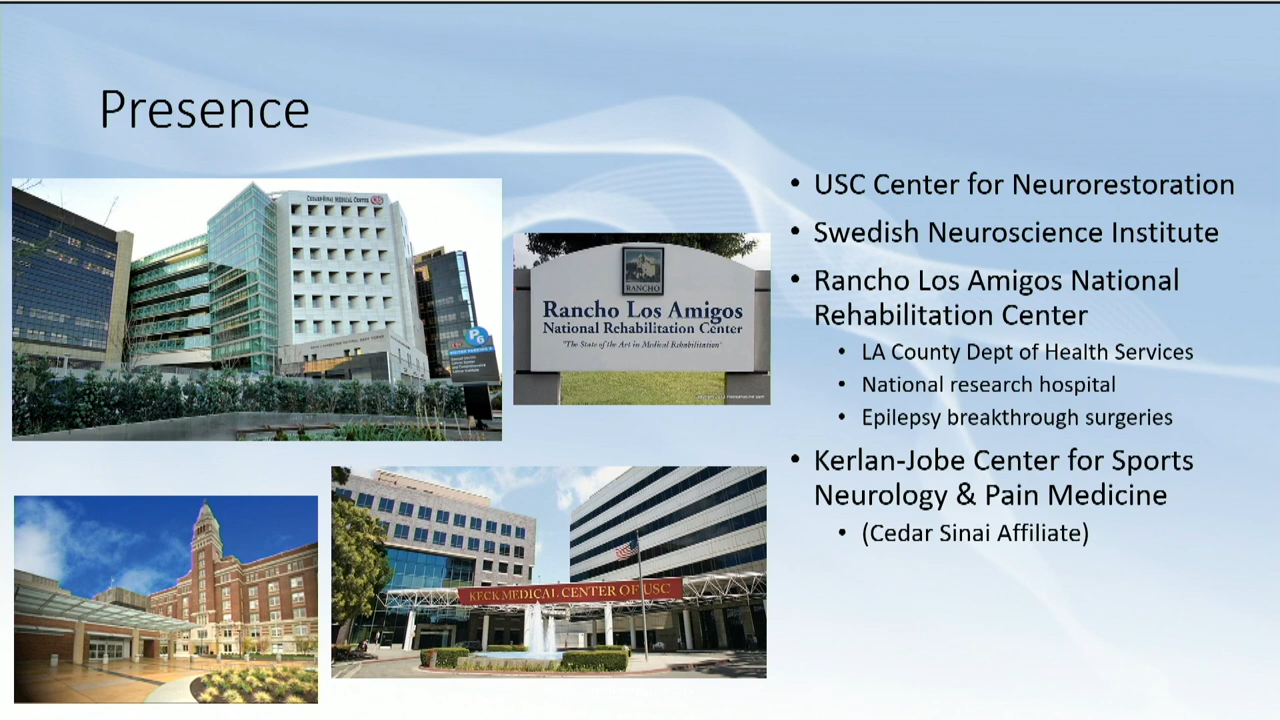 Presence
CEDARS-SINAI MEDICAL CENTER
P6
RANCHO
Rancho Los Amigos
National Rehabilitation Center
"The State of the Art in Medical Rehabilitation"
KECK MEDICAL CENTER OF USC
• USC Center for Neurorestoration
• Swedish Neuroscience Institute
• Rancho Los Amigos National
Rehabilitation Center
• LA County Dept of Health Services
• National research hospital
• Epilepsy breakthrough surgeries
• Kerlan-Jobe Center for Sports
Neurology & Pain Medicine
• (Cedar Sinai Affiliate)